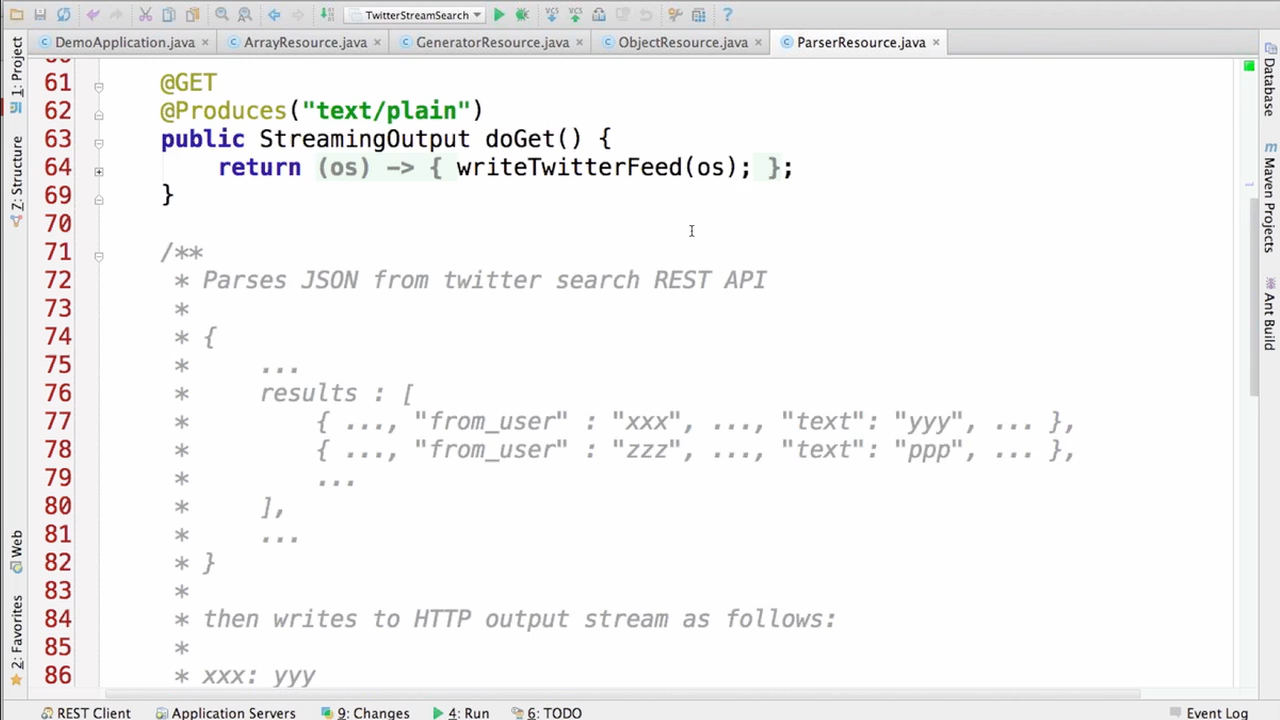 TwitterStreamSearch
DemoApplication.java
ArrayResource.java
GeneratorResource.java
ObjectResource.java
ParserResource.java
61 @GET
62 @Produces("text/plain")
63 public StreamingOutput doGet() {
64 return (os) -> { writeTwitterFeed(os); };
69 }
70
71 /**
72 * Parses JSON from twitter search REST API
73 *
74 * {
75 * ...
76 * results : [
77 * { ..., "from_user" : "xxx", ..., "text": "yyy", ... },
78 * { ..., "from_user" : "zzz", ..., "text": "ppp", ... },
79 * ...
80 * ],
81 * ...
82 * }
83 *
84 * then writes to HTTP output stream as follows:
85 *
86 * xxx: yyy
1: Project
7: Structure
Web
2: Favorites
Database
Maven Projects
Ant Build
REST Client
Application Servers
9: Changes
4: Run
6: TODO
Event Log